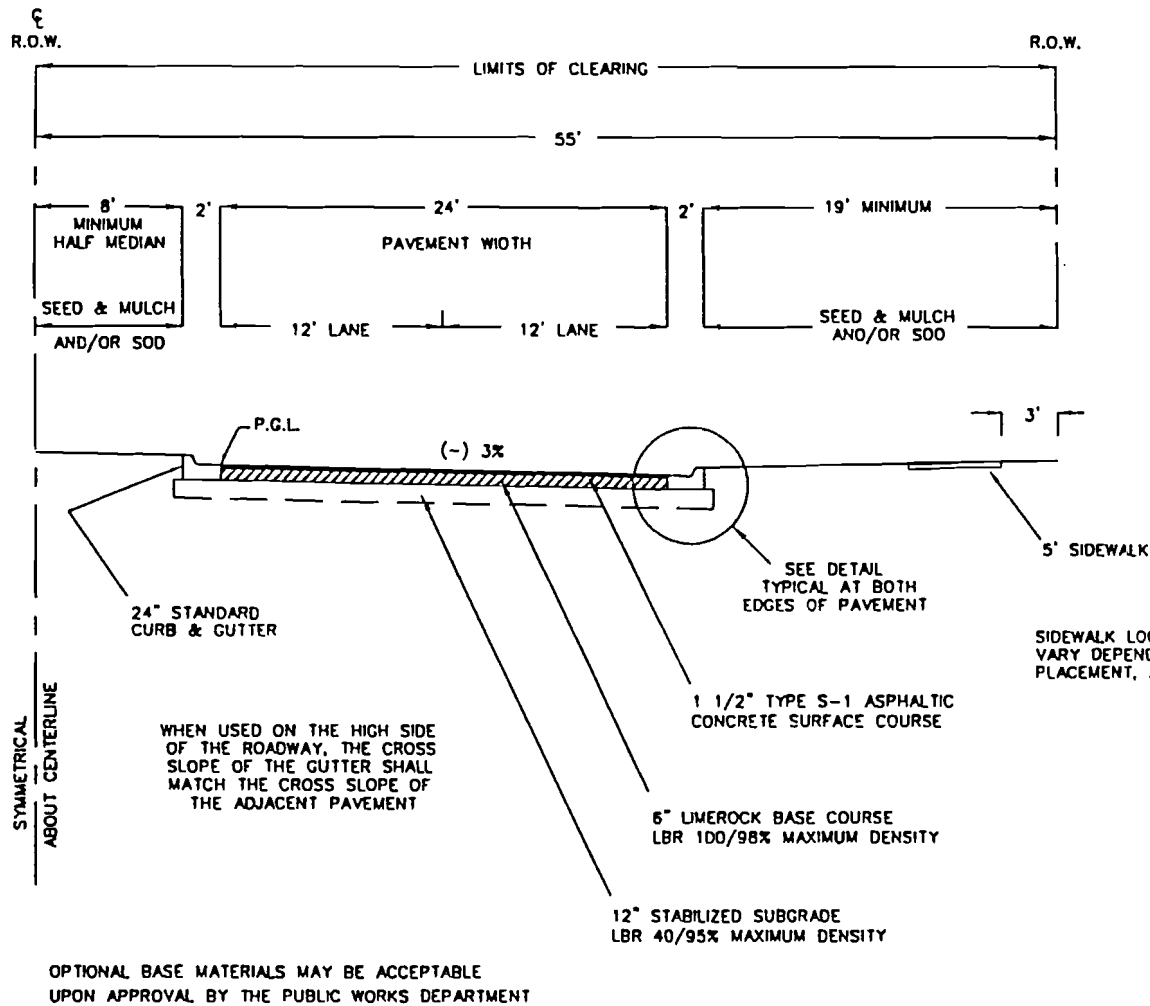 ℄
R.O.W.
R.O.W.
LIMITS OF CLEARING
55'
8'
MINIMUM
HALF MEDIAN
2'
24'
PAVEMENT WIDTH
2'
19' MINIMUM
SEED & MULCH
AND/OR SOD
12' LANE
12' LANE
SEED & MULCH
AND/OR SOD
3'
P.G.L.
(-) 3%
5' SIDEWALK
SEE DETAIL
TYPICAL AT BOTH
EDGES OF PAVEMENT
24" STANDARD
CURB & GUTTER
SIDEWALK LO
VARY DEPEND
PLACEMENT,
1 1/2" TYPE S-1 ASPHALTIC
CONCRETE SURFACE COURSE
SYMMETRICAL
ABOUT CENTERLINE
WHEN USED ON THE HIGH SIDE
OF THE ROADWAY, THE CROSS
SLOPE OF THE GUTTER SHALL
MATCH THE CROSS SLOPE OF
THE ADJACENT PAVEMENT
6" LIMEROCK BASE COURSE
LBR 100/98% MAXIMUM DENSITY
12" STABILIZED SUBGRADE
LBR 40/95% MAXIMUM DENSITY
OPTIONAL BASE MATERIALS MAY BE ACCEPTABLE
UPON APPROVAL BY THE PUBLIC WORKS DEPARTMENT